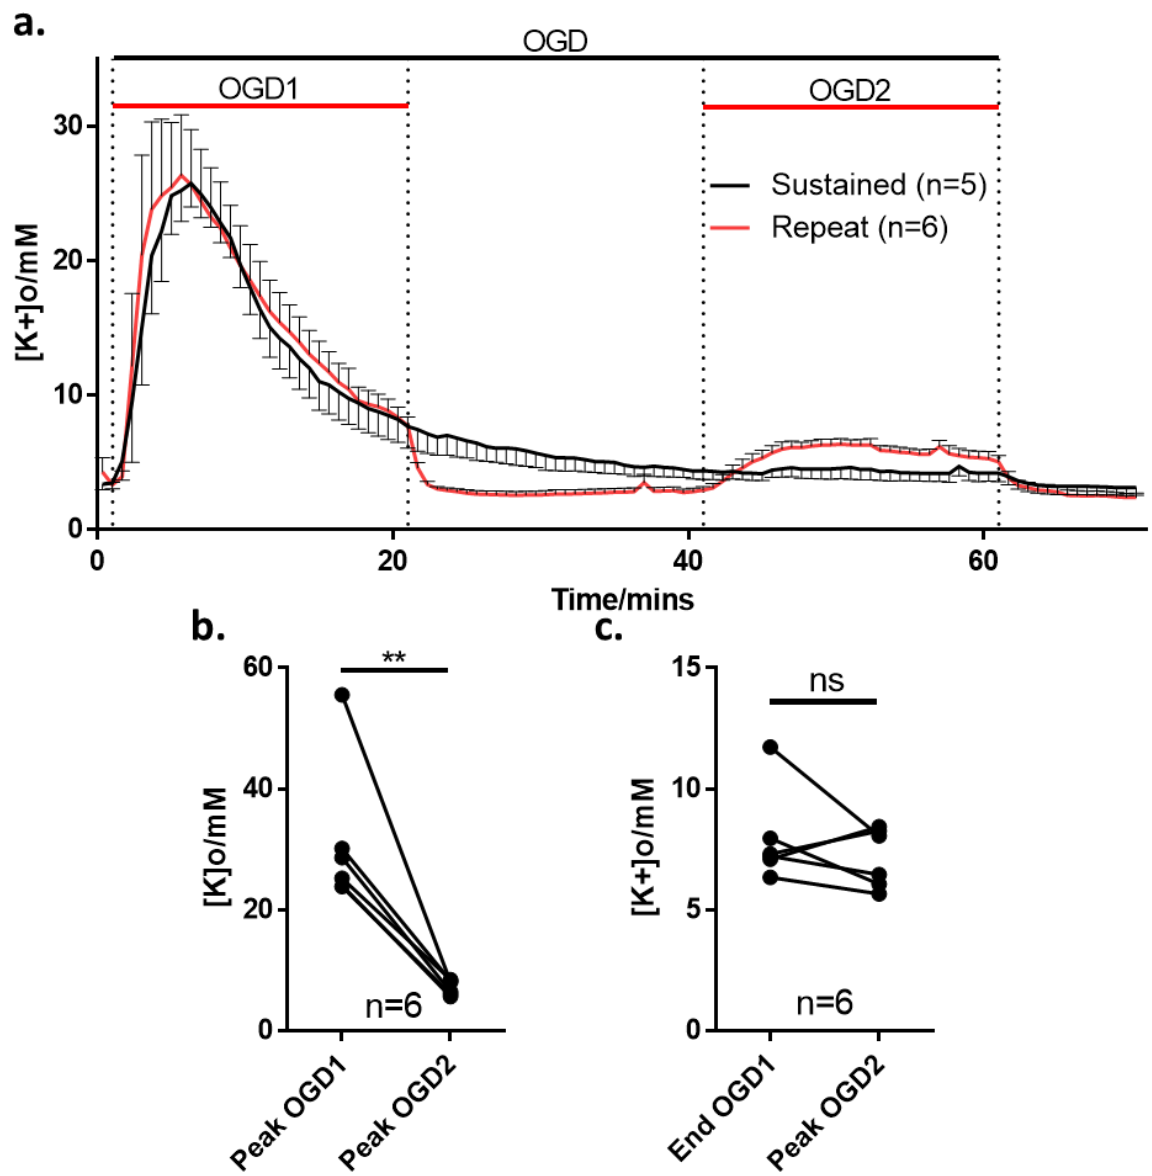 a.
OGD
OGD1
OGD2
30
20
10
0
[K+]o/mM
Sustained (n=5)
Repeat (n=6)
0
20
40
60
Time/mins
b.
60
40
20
0
[K]o/mM
**
n=6
Peak OGD1
Peak OGD2
c.
15
10
5
0
[K+]o/mM
ns
n=6
End OGD1
Peak OGD2